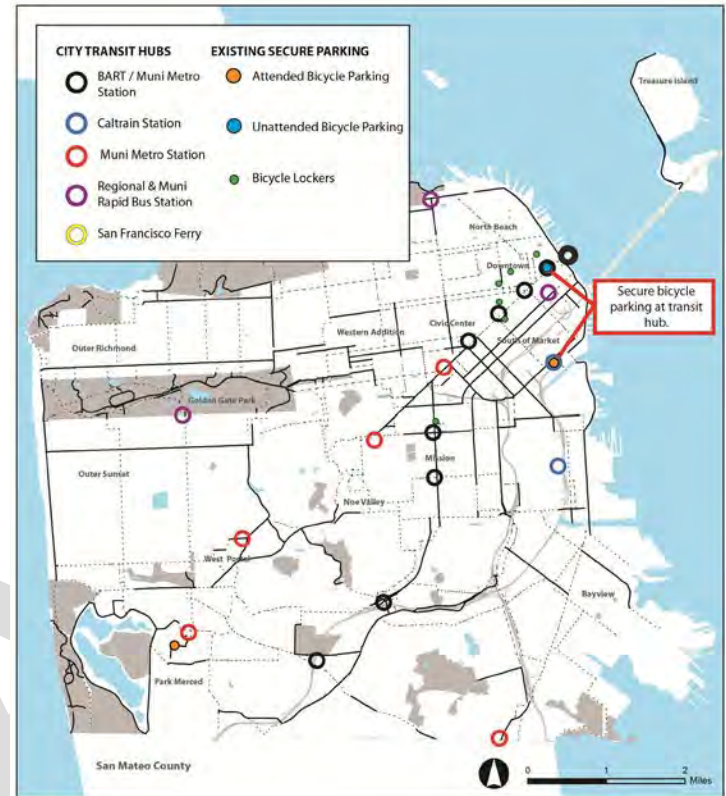 CITY TRANSIT HUBS
BART / Muni Metro
Station
Caltrain Station
Muni Metro Station
Regional & Muni
Rapid Bus Station
San Francisco Ferry
EXISTING SECURE PARKING
Attended Bicycle Parking
Unattended Bicycle Parking
Bicycle Lockers
Treasure Island
North Beach
Downtown
Secure bicycle
parking at transit
hub.
Civic Center
Western Addition
South of Market
Outer Richmond
Golden Gate Park
Mission
Outer Sunset
Noe Valley
West Portal
Bayview
Park Merced
San Mateo County
0 1 2
Miles